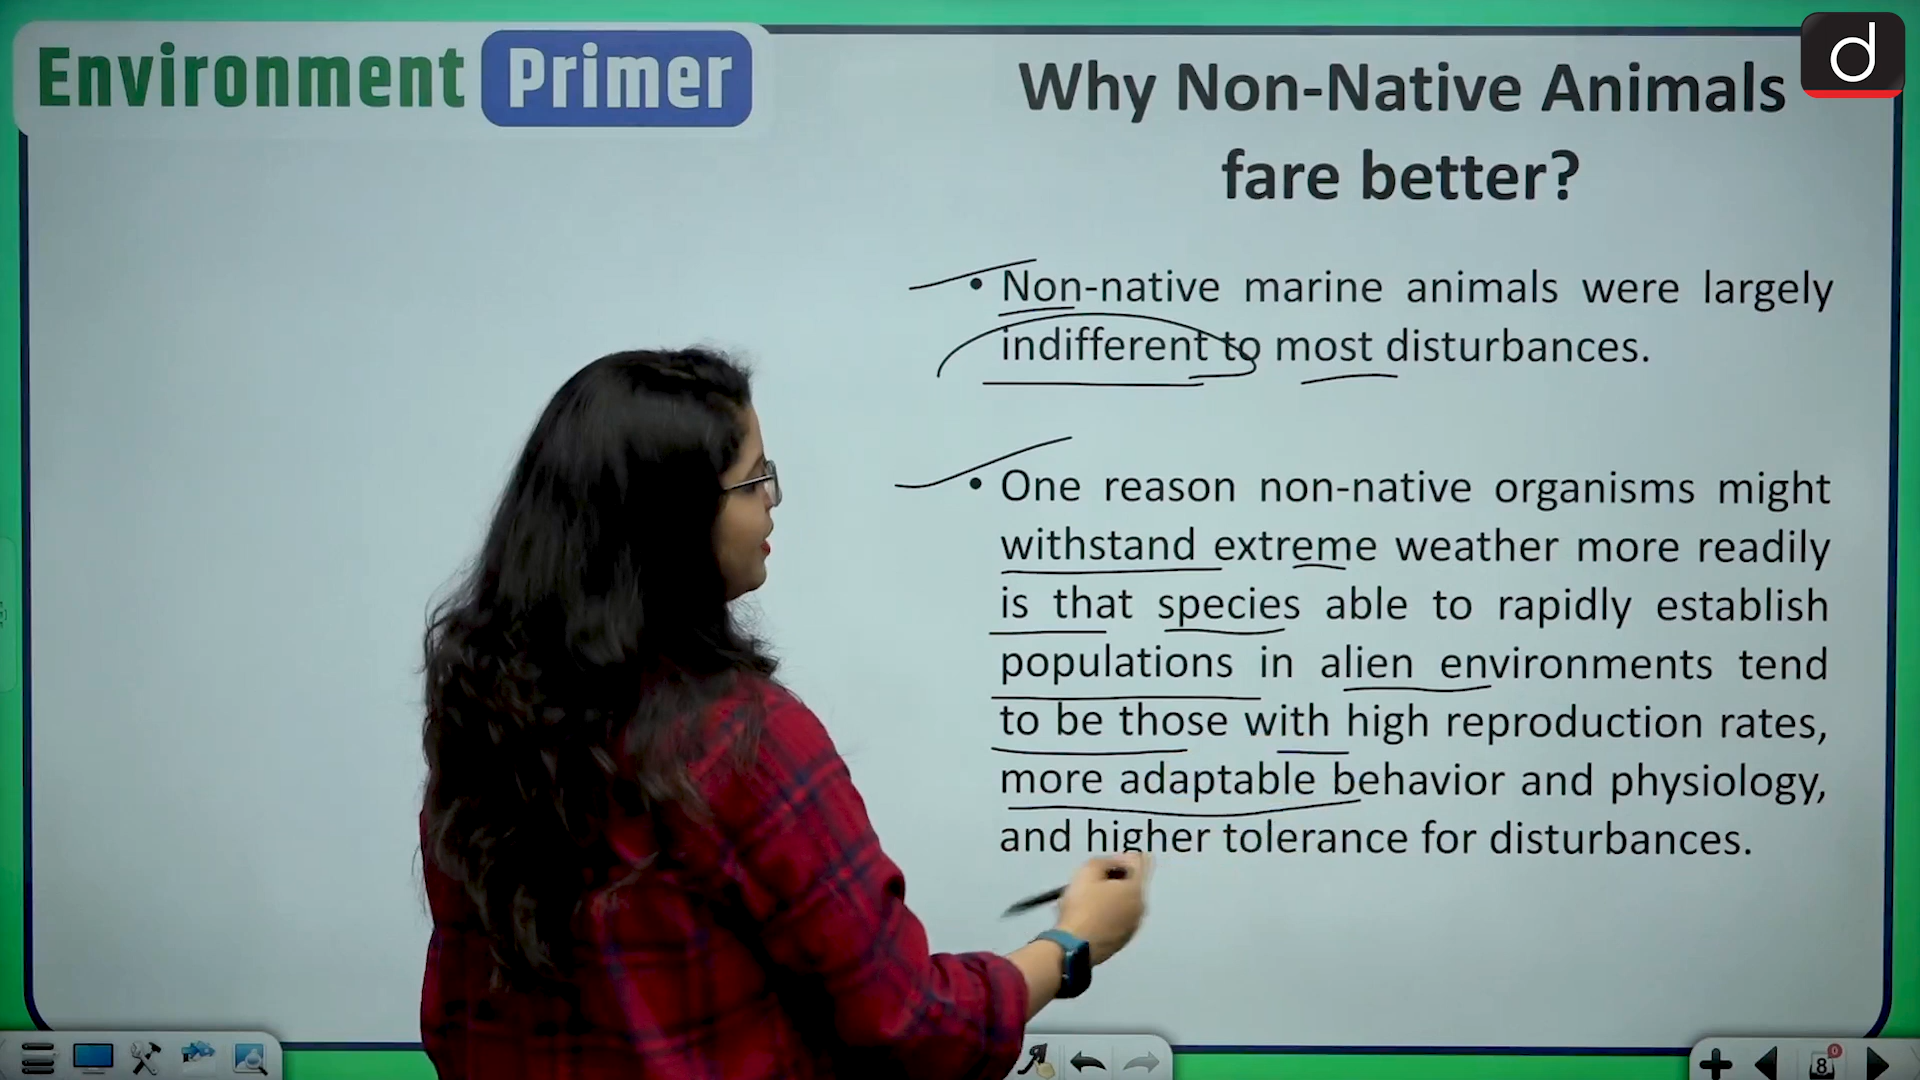 Environment Primer
d
Why Non-Native Animals
fare better?
• Non-native marine animals were largely
indifferent to most disturbances.
• One reason non-native organisms might
withstand extreme weather more readily
is that species able to rapidly establish
populations in alien environments tend
to be those with high reproduction rates,
more adaptable behavior and physiology,
and higher tolerance for disturbances.
8
0